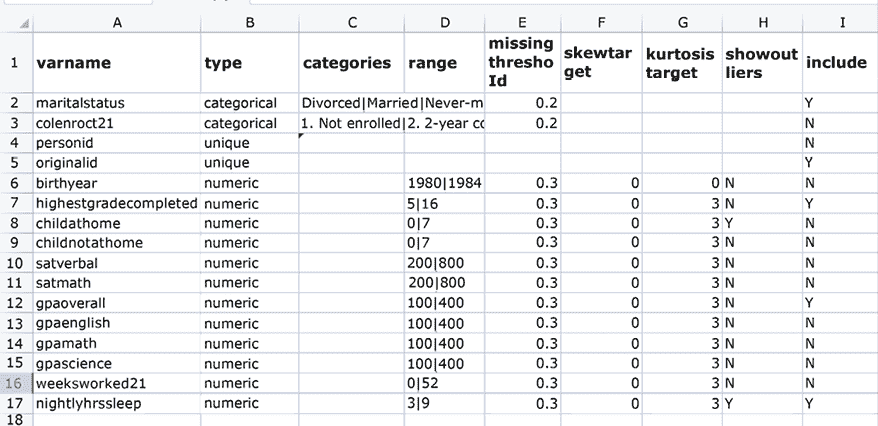 A B C D E F G H I
1 varname type categories range missing thresho ld skewtar get kurtosis target showout liers include
2 maritalstatus categorical Divorced|Married|Never-m 0.2 Y
3 colenroct21 categorical 1. Not enrolled|2. 2-year co 0.2 N
4 personid unique N
5 originalid unique Y
6 birthyear numeric 1980|1984 0.3 0 0 N N
7 highestgradecompleted numeric 5|16 0.3 0 3 N Y
8 childathome numeric 0|7 0.3 0 3 Y N
9 childnotathome numeric 0|7 0.3 0 3 N N
10 satverbal numeric 200|800 0.3 0 3 N N
11 satmath numeric 200|800 0.3 0 3 N N
12 gpaoverall numeric 100|400 0.3 0 3 N Y
13 gpaenglish numeric 100|400 0.3 0 3 N N
14 gpamath numeric 100|400 0.3 0 3 N N
15 gpascience numeric 100|400 0.3 0 3 N N
16 weeksworked21 numeric 0|52 0.3 0 3 N N
17 nightlyhrssleep numeric 3|9 0.3 0 3 Y Y
18